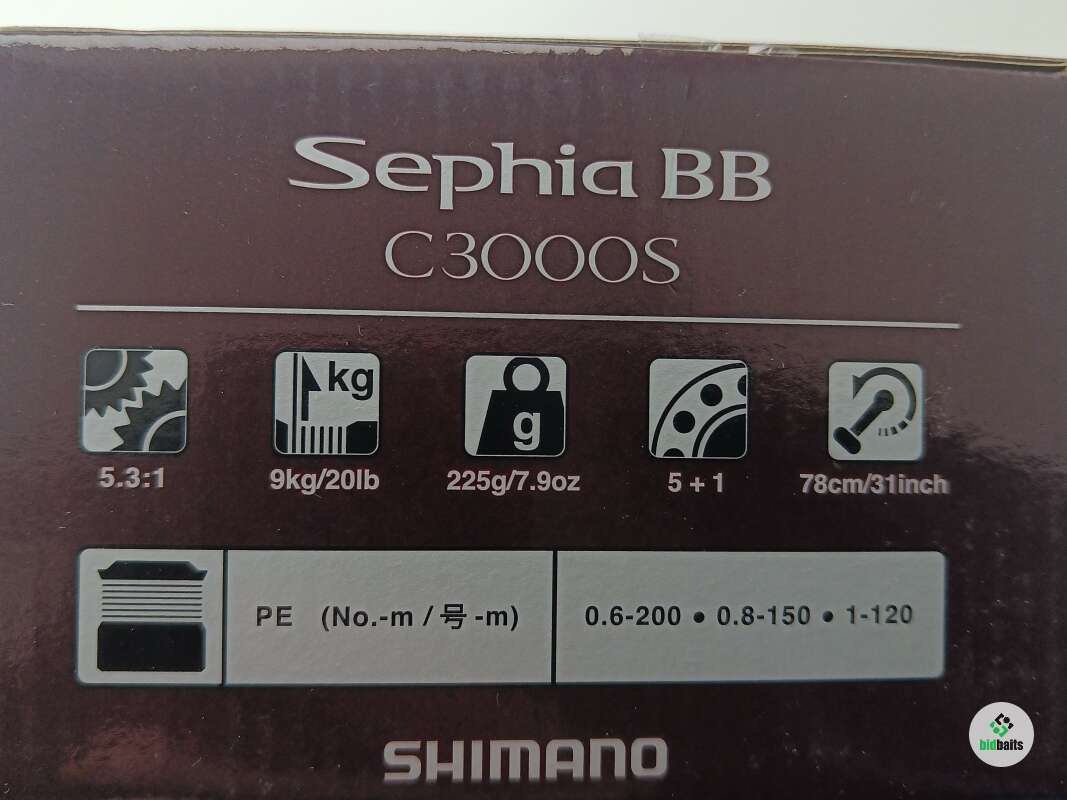 Sephia BB
C3000S
kg
g
5.3:1
9kg/20lb
225g/7.9oz
5 + 1
78cm/31inch
PE (No.-m / 号 -m)
0.6-200 • 0.8-150 • 1-120
SHIMANO
bidbaits